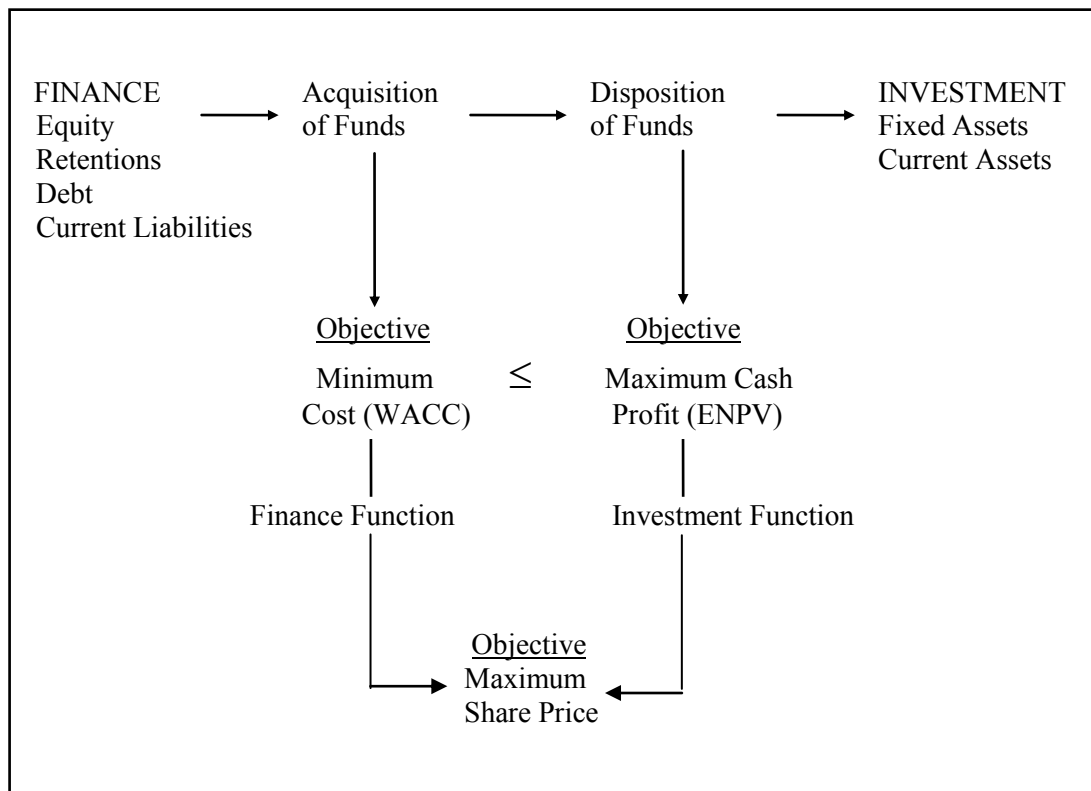 FINANCE
Equity
Retentions
Debt
Current Liabilities
Acquisition
of Funds
Disposition
of Funds
INVESTMENT
Fixed Assets
Current Assets
Objective
Minimum
Cost (WACC)
≤
Objective
Maximum Cash
Profit (ENPV)
Finance Function
Investment Function
Objective
Maximum
Share Price